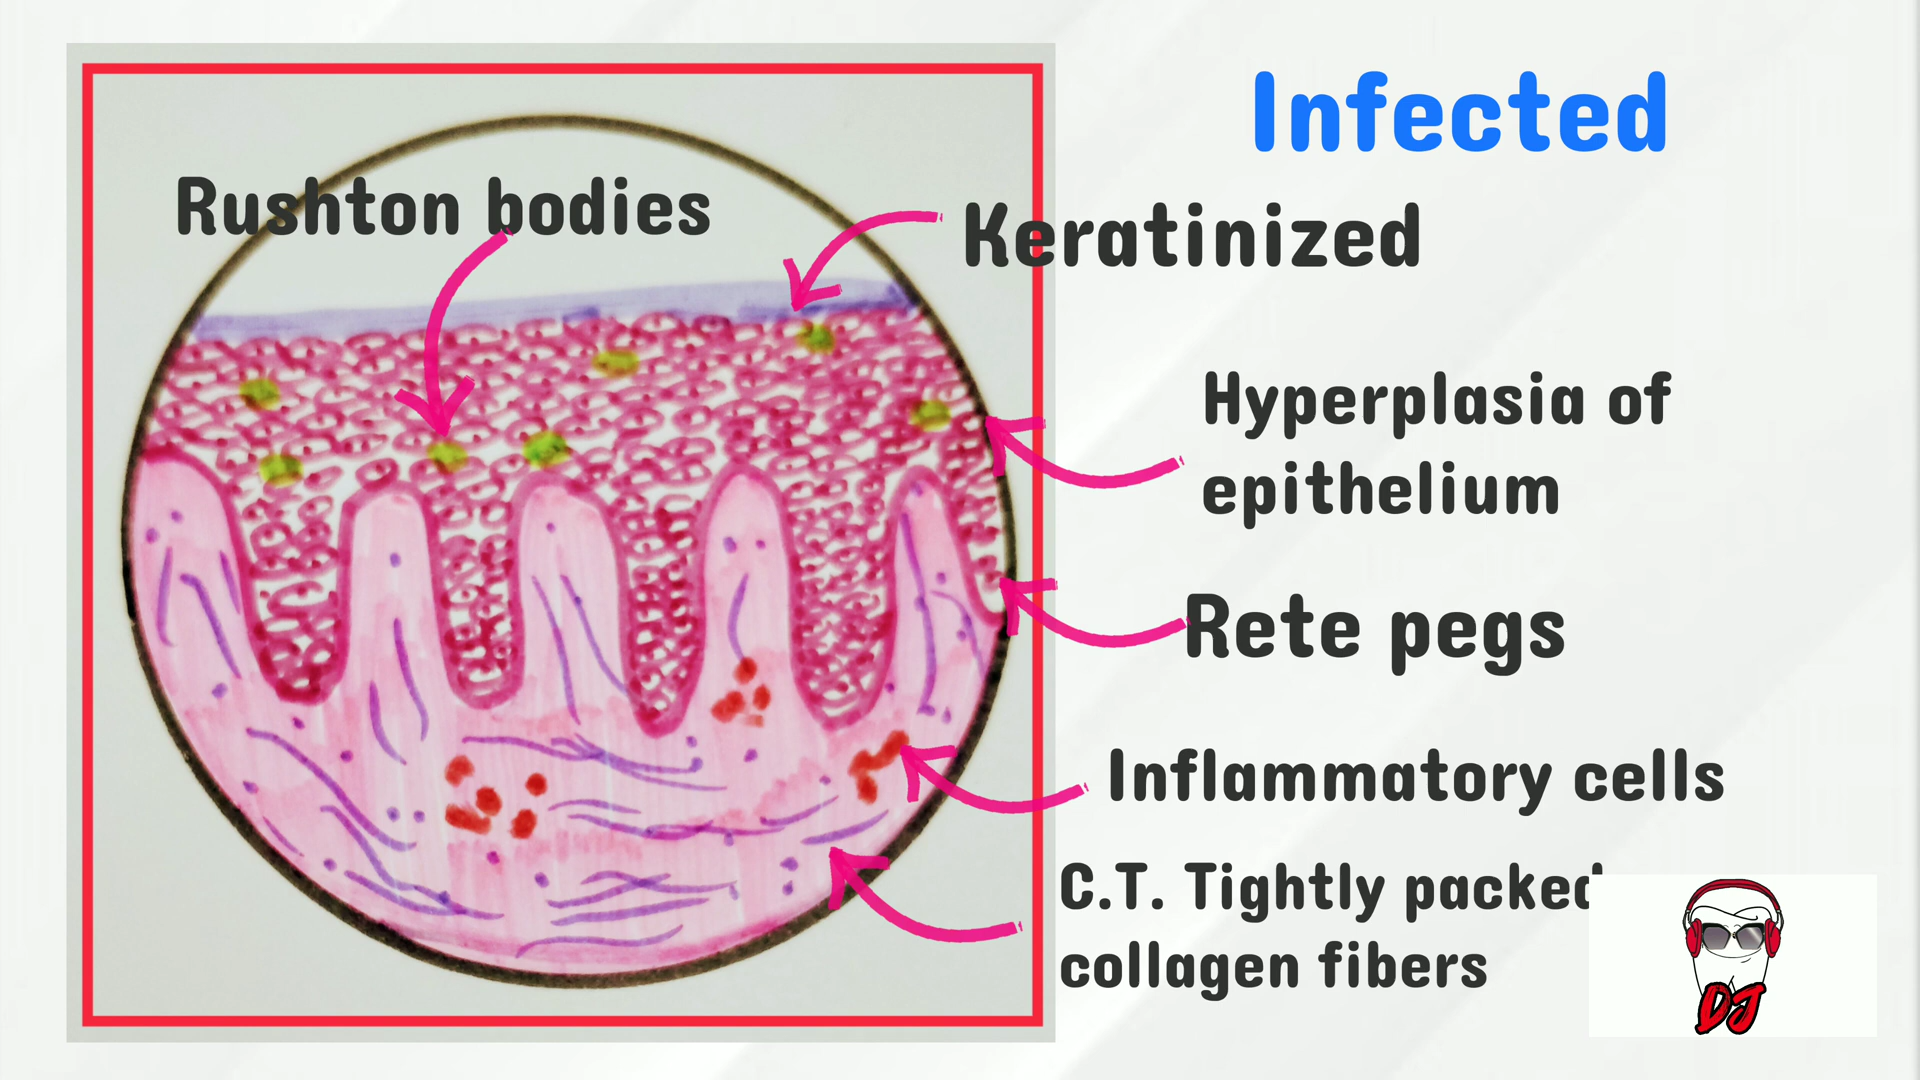 Infected
Rushton bodies
Keratinized
Hyperplasia of
epithelium
Rete pegs
Inflammatory cells
C.T. Tightly packed
collagen fibers
DJ